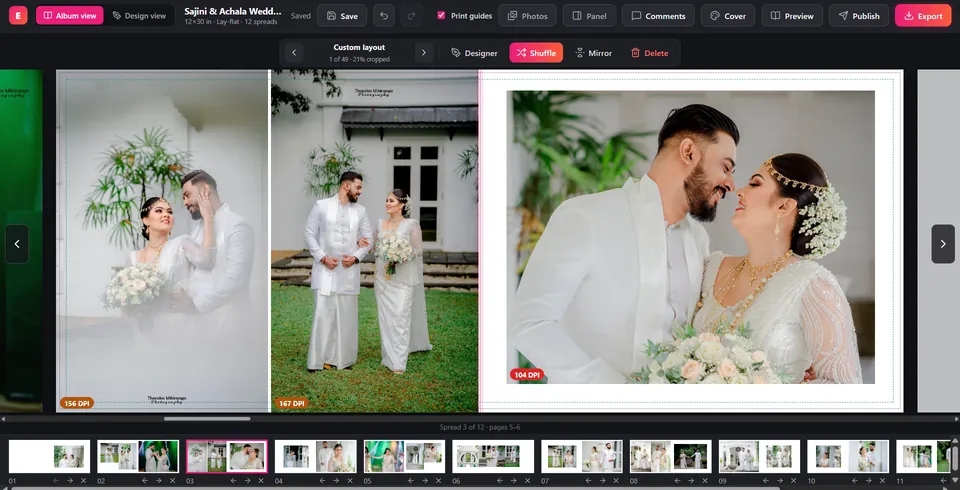 E
Album view
Design view
Sajini & Achala Wedd...
12×30 in · Lay-flat · 12 spreads
Saved
Save
Print guides
Photos
Panel
Comments
Cover
Preview
Publish
Export
Custom layout
1 of 49 · 21% cropped
Designer
Shuffle
Mirror
Delete
Photography
156 DPI
Photography
167 DPI
104 DPI
Spread 3 of 12 · pages 5–6
01
02
03
04
05
06
07
08
09
10
11